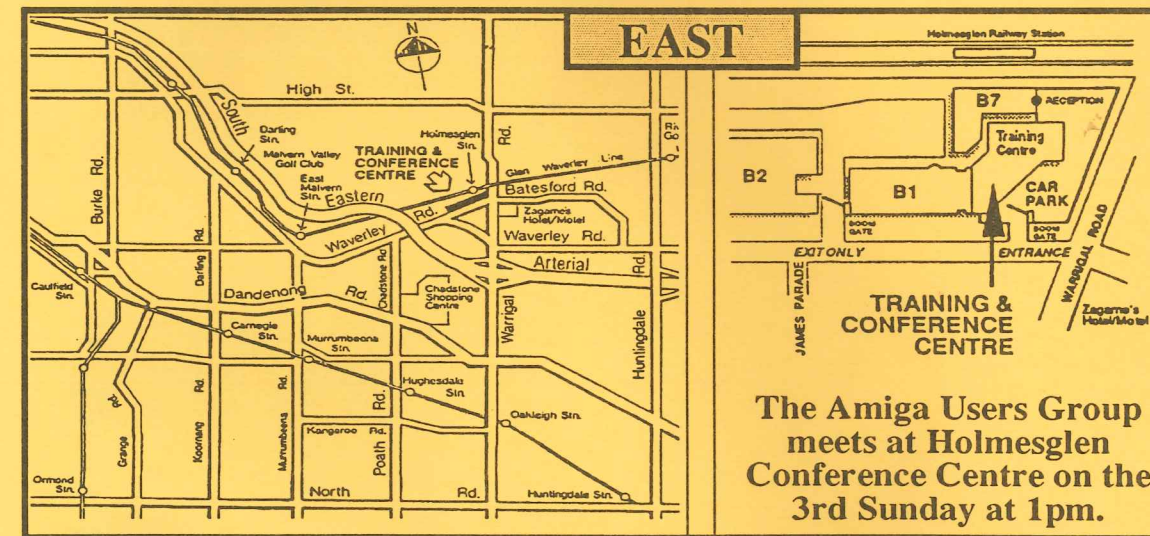 EAST
N
High St.
South
Eastern
Arterial
Rd.
Darling
Stn.
Malvern Valley
Golf Club
East
Malvern
Stn.
Holmesglen
Stn.
TRAINING &
CONFERENCE
CENTRE
Glen Waverley Line
Batesford Rd.
Zagame's
Hotel/Motel
Waverley Rd.
Waverley
Rd.
Burke Rd.
Darling Rd.
Chadstone Rd
Chadstone
Shopping
Centre
Caulfield
Stn.
Dandenong Rd.
Carnegie
Stn.
Murrumbeena
Stn.
Hughesdale
Stn.
Oakleigh Stn.
Warrigal
Huntingdale Rd.
Grange Rd.
Koornang Rd.
Murrumbeena Rd.
Kangaroo Rd.
Poath Rd.
Ormond
Stn.
North Rd.
Huntingdale Stn.
Holmesglen Railway Station
B7
RECEPTION
Training
Centre
B2
B1
CAR
PARK
BOOM
GATE
BOOM
GATE
EXIT ONLY
ENTRANCE
JAMES PARADE
WARRIGAL ROAD
TRAINING &
CONFERENCE
CENTRE
Zagame's
Hotel/Motel
The Amiga Users Group
meets at Holmesglen
Conference Centre on the
3rd Sunday at 1pm.